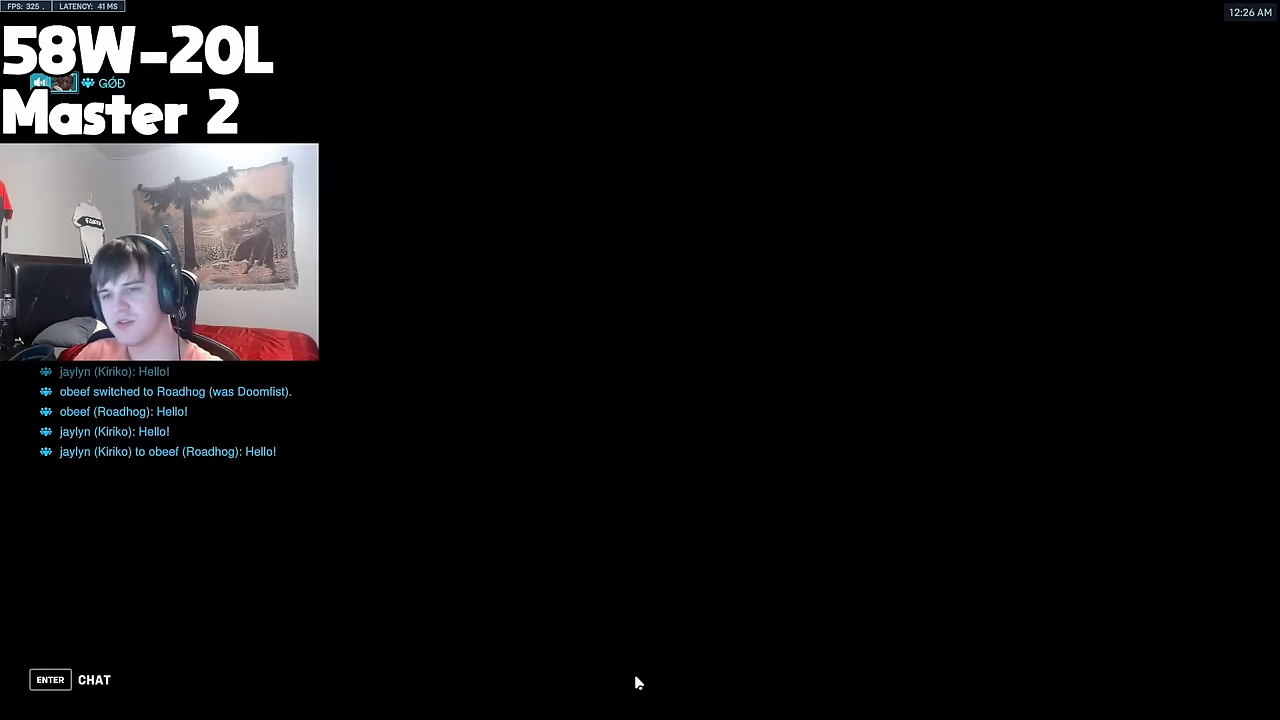 FPS: 325 .
LATENCY: 41 MS
12:26 AM
58W-20L
GØĐ
Master 2
jaylyn (Kiriko): Hello!
obeef switched to Roadhog (was Doomfist).
obeef (Roadhog): Hello!
jaylyn (Kiriko): Hello!
jaylyn (Kiriko) to obeef (Roadhog): Hello!
ENTER CHAT